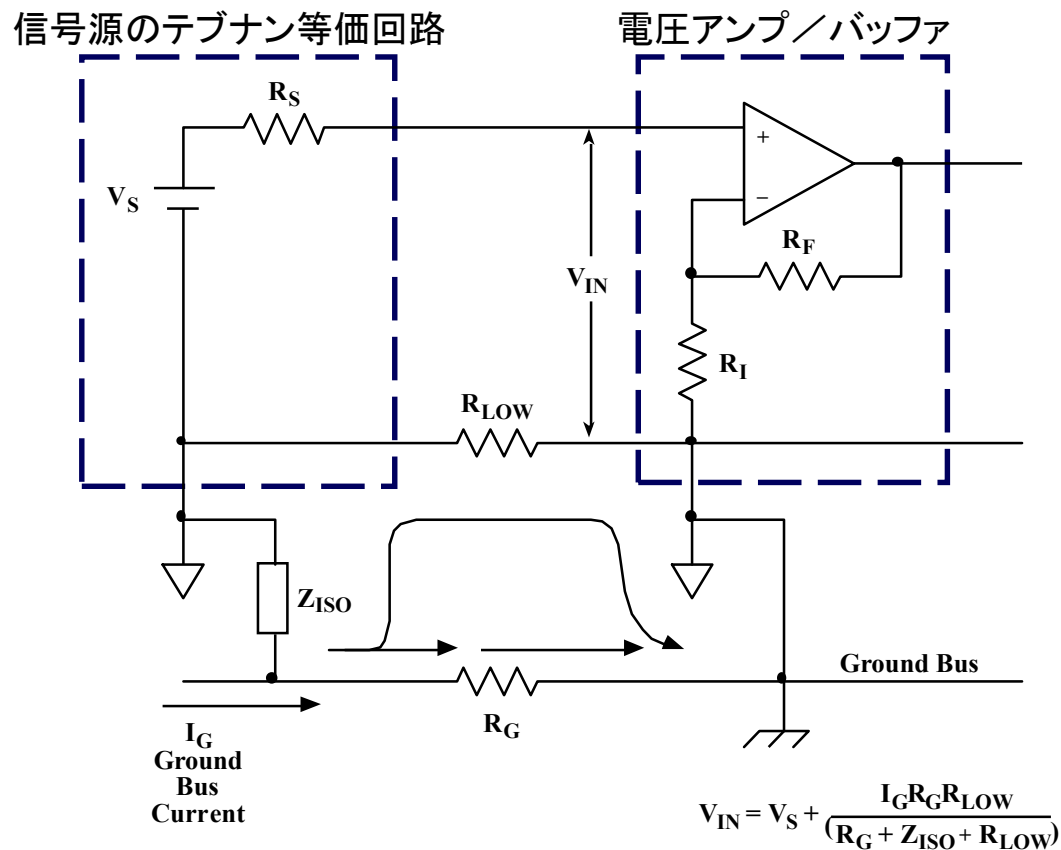 信号源のテブナン等価回路
電圧アンプ／バッファ
RS
+
VS
−
RF
VIN
RI
RLOW
ZISO
Ground Bus
RG
IG
Ground
Bus
Current
VIN = VS + IGRGRLOW
(RG + ZISO + RLOW)